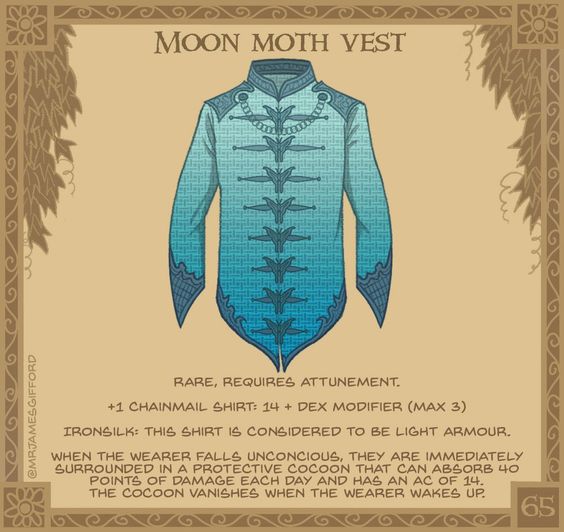 MOON MOTH VEST
RARE, REQUIRES ATTUNEMENT.
+1 CHAINMAIL SHIRT: 14 + DEX MODIFIER (MAX 3)
IRONSILK: THIS SHIRT IS CONSIDERED TO BE LIGHT ARMOUR.
WHEN THE WEARER FALLS UNCONCIOUS, THEY ARE IMMEDIATELY
SURROUNDED IN A PROTECTIVE COCOON THAT CAN ABSORB 40
POINTS OF DAMAGE EACH DAY AND HAS AN AC OF 14.
THE COCOON VANISHES WHEN THE WEARER WAKES UP.
@MRJAMESGIFFORD
65